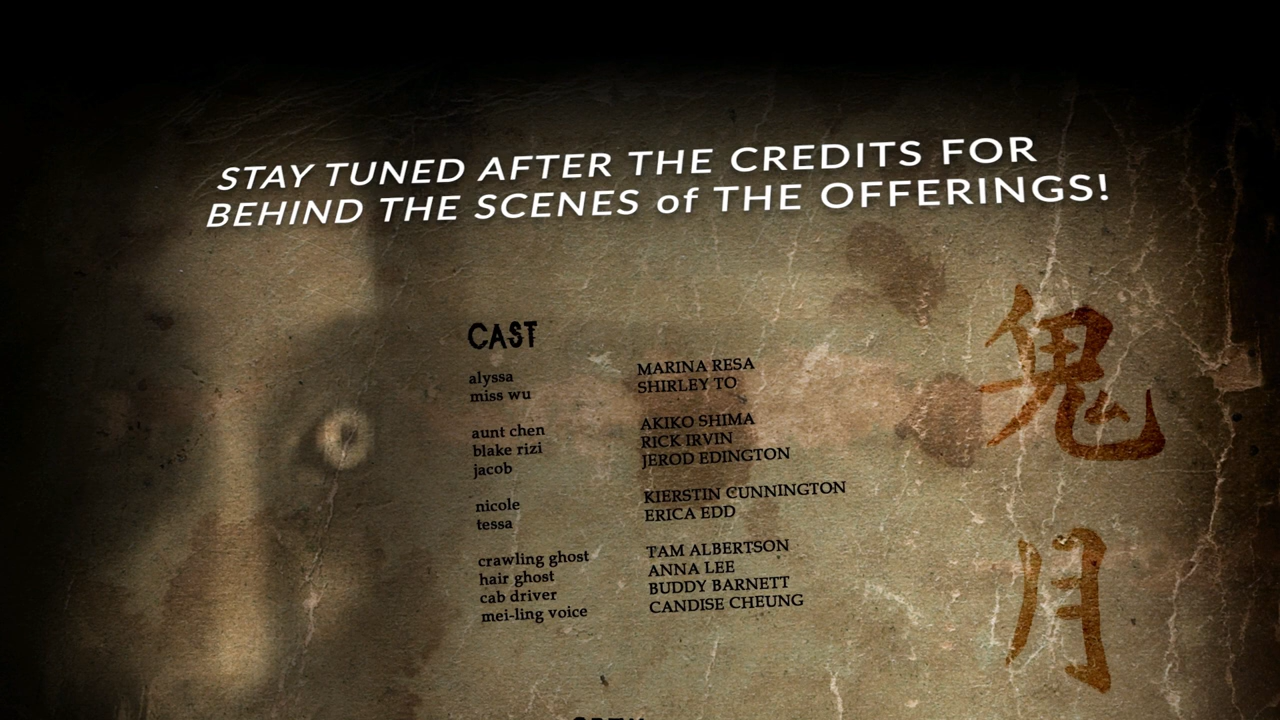 STAY TUNED AFTER THE CREDITS FOR
BEHIND THE SCENES of THE OFFERINGS!
CAST
alyssa MARINA RESA
miss wu SHIRLEY TO
aunt chen AKIKO SHIMA
blake rizi RICK IRVIN
jacob JEROD EDINGTON
nicole KIERSTIN CUNNINGTON
tessa ERICA EDD
crawling ghost TAM ALBERTSON
hair ghost ANNA LEE
cab driver BUDDY BARNETT
mei-ling voice CANDISE CHEUNG
鬼
月